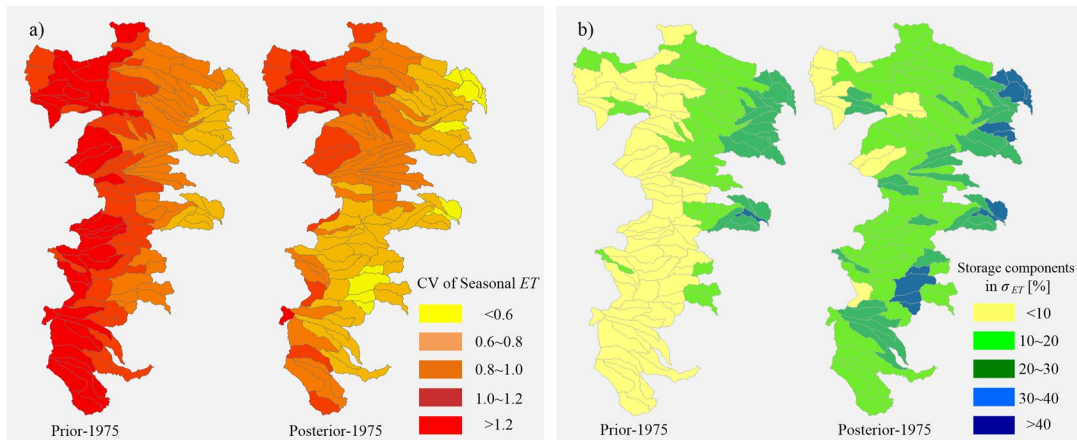 a)
CV of Seasonal ET
<0.6
0.6~0.8
0.8~1.0
1.0~1.2
>1.2
Prior-1975
Posterior-1975
b)
Storage components
in σ ET [%]
<10
10~20
20~30
30~40
>40
Prior-1975
Posterior-1975